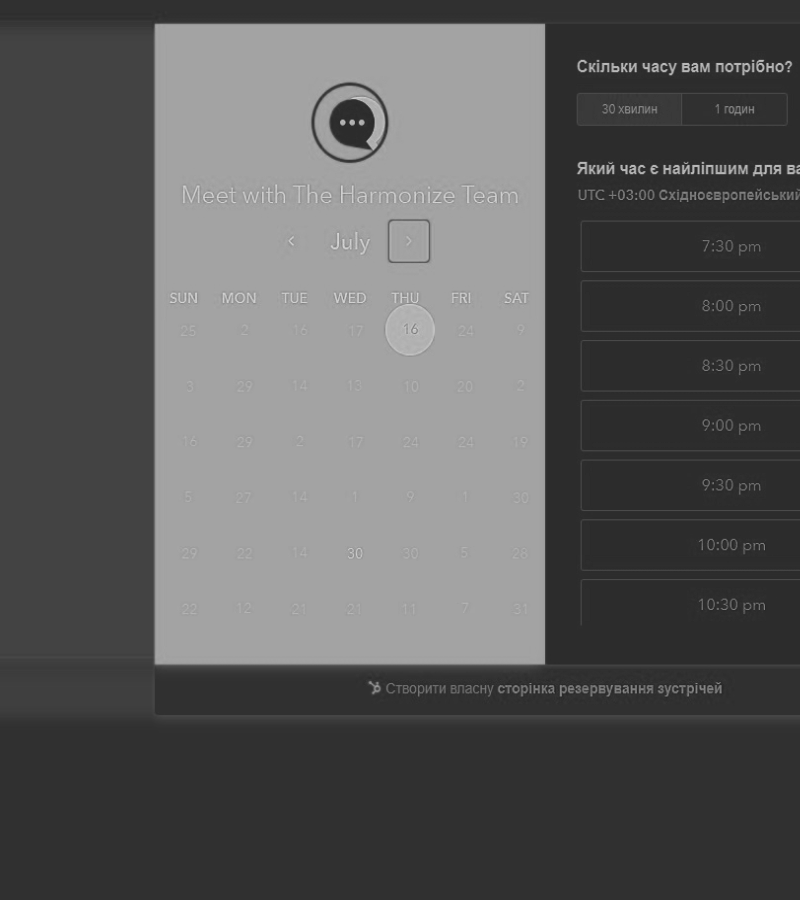 Meet with The Harmonize Team
July
SUN MON TUE WED THU FRI SAT
25 2 16 17 16 24 9
3 29 14 13 10 20 2
16 29 2 17 24 24 19
5 27 14 1 9 1 30
29 22 14 30 30 5 28
22 12 21 21 11 7 31
Скільки часу вам потрібно?
30 хвилин 1 годин
Який час є найліпшим для
UTC +03:00 Східноєвропейський
7:30 pm
8:00 pm
8:30 pm
9:00 pm
9:30 pm
10:00 pm
10:30 pm
Створити власну сторінка резервування зустрічей